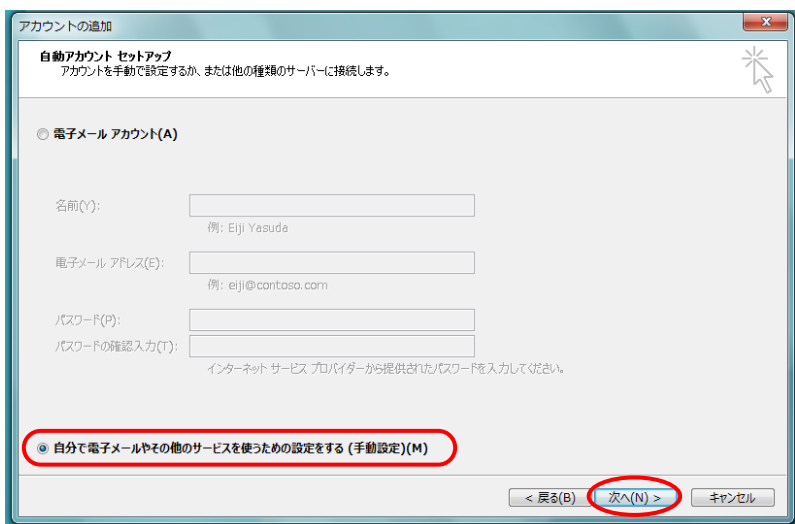 アカウントの追加
自動アカウント セットアップ
アカウントを手動で設定するか、または他の種類のサーバーに接続します。
電子メール アカウント(A)
名前(Y):
例: Eiji Yasuda
電子メール アドレス(E):
例: eiji@contoso.com
パスワード(P):
パスワードの確認入力(T):
インターネット サービス プロバイダーから提供されたパスワードを入力してください。
自分で電子メールやその他のサービスを使うための設定をする (手動設定)(M)
< 戻る(B) 次へ(N) > キャンセル